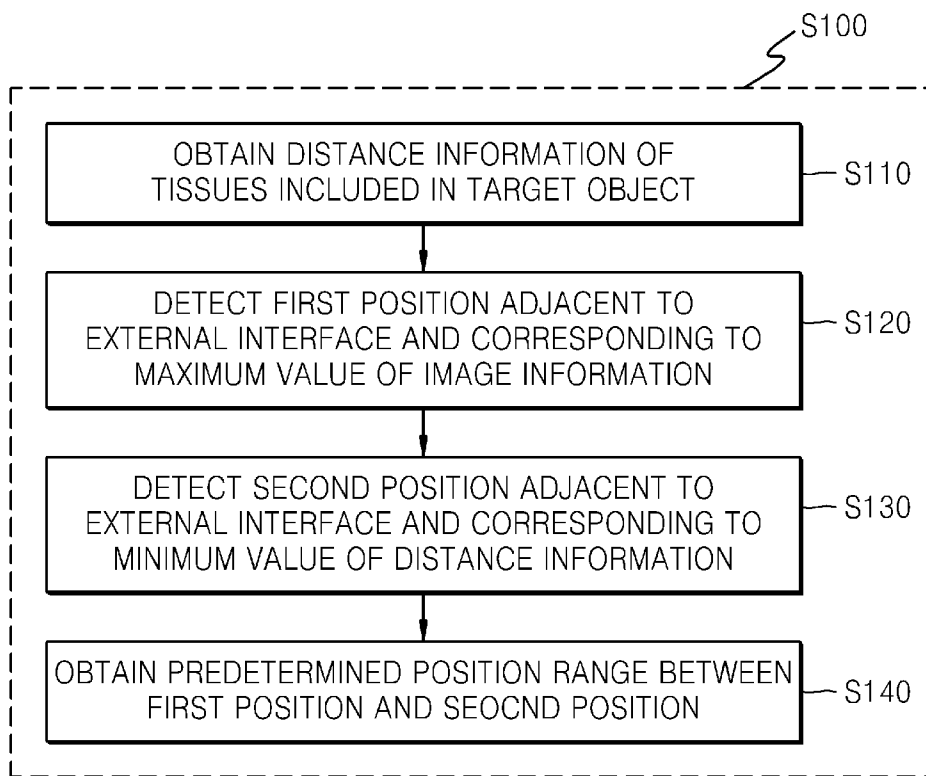 S100
OBTAIN DISTANCE INFORMATION OF
TISSUES INCLUDED IN TARGET OBJECT
S110
DETECT FIRST POSITION ADJACENT TO
EXTERNAL INTERFACE AND CORRESPONDING TO
MAXIMUM VALUE OF IMAGE INFORMATION
S120
DETECT SECOND POSITION ADJACENT TO
EXTERNAL INTERFACE AND CORRESPONDING TO
MINIMUM VALUE OF DISTANCE INFORMATION
S130
OBTAIN PREDETERMINED POSITION RANGE BETWEEN
FIRST POSITION AND SEOCND POSITION
S140